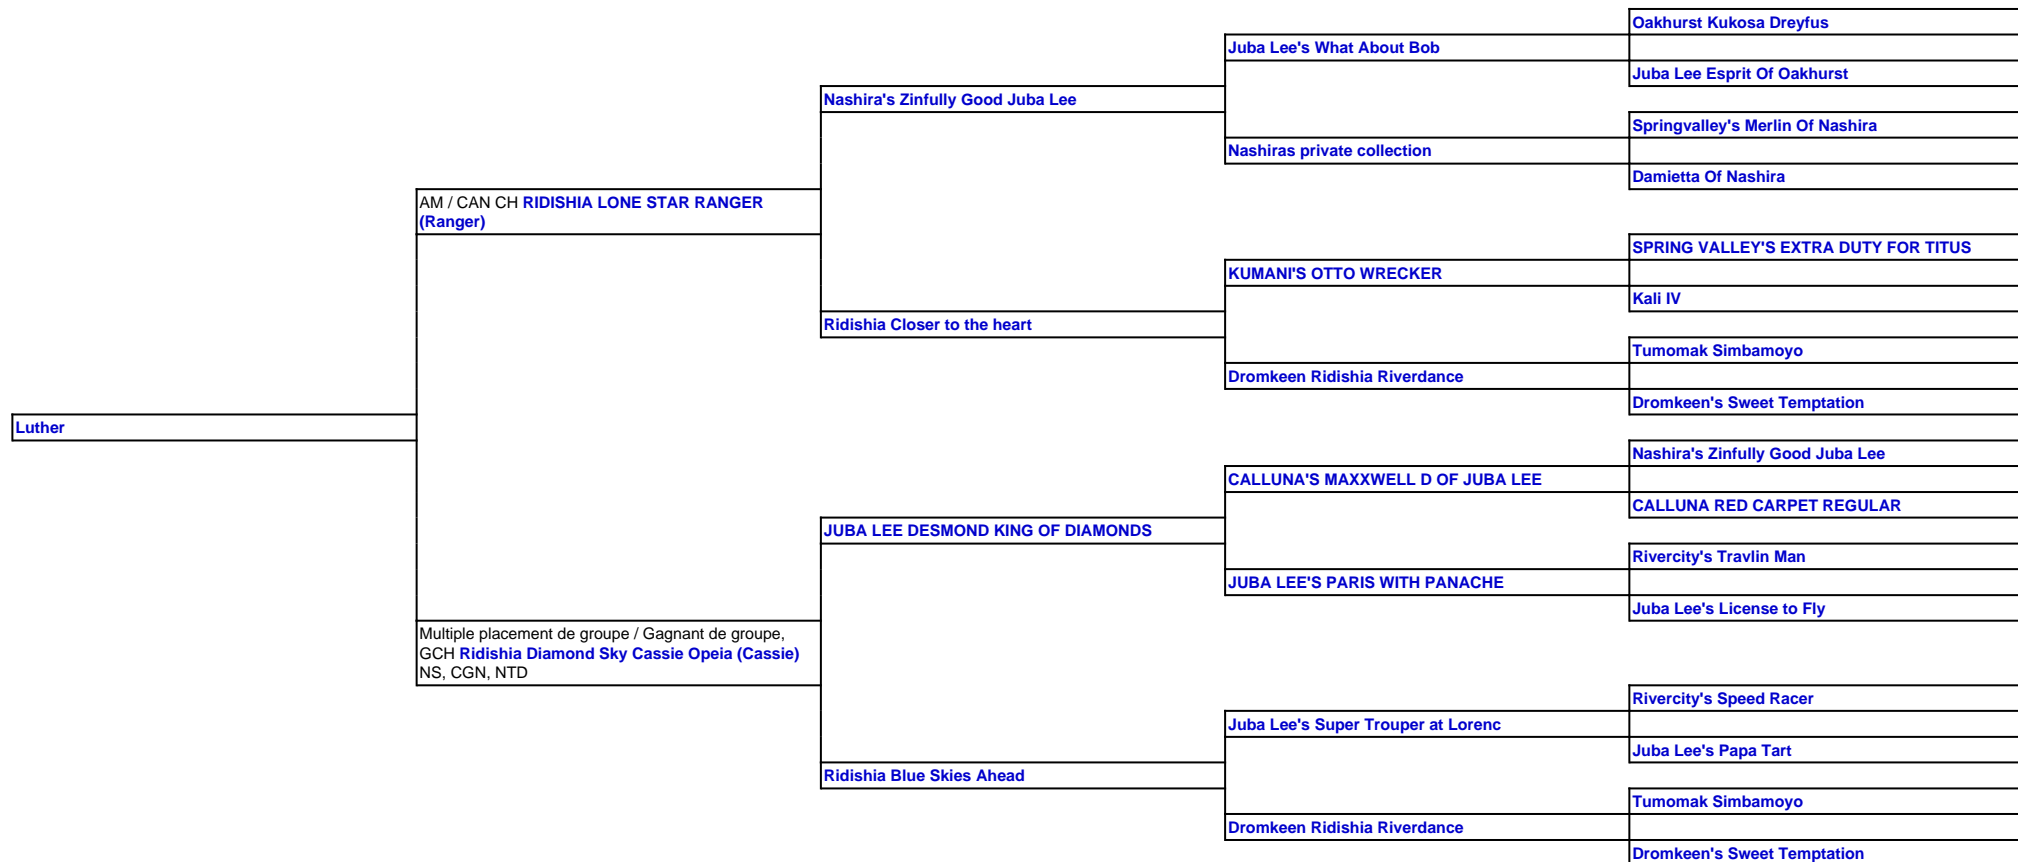 Oakhurst Kukosa Dreyfus
Juba Lee's What About Bob
Juba Lee Esprit Of Oakhurst
Nashira's Zinfully Good Juba Lee
Springvalley's Merlin Of Nashira
Nashiras private collection
Damietta Of Nashira
AM / CAN CH RIDISHIA LONE STAR RANGER
(Ranger)
SPRING VALLEY'S EXTRA DUTY FOR TITUS
KUMANI'S OTTO WRECKER
Kali IV
Ridishia Closer to the heart
Tumomak Simbamoyo
Dromkeen Ridishia Riverdance
Dromkeen's Sweet Temptation
Luther
Nashira's Zinfully Good Juba Lee
CALLUNA'S MAXXWELL D OF JUBA LEE
CALLUNA RED CARPET REGULAR
JUBA LEE DESMOND KING OF DIAMONDS
Rivercity's Travlin Man
JUBA LEE'S PARIS WITH PANACHE
Juba Lee's License to Fly
Multiple placement de groupe / Gagnant de groupe,
GCH Ridishia Diamond Sky Cassie Opeia (Cassie)
NS, CGN, NTD
Rivercity's Speed Racer
Juba Lee's Super Trouper at Lorenc
Juba Lee's Papa Tart
Ridishia Blue Skies Ahead
Tumomak Simbamoyo
Dromkeen Ridishia Riverdance
Dromkeen's Sweet Temptation